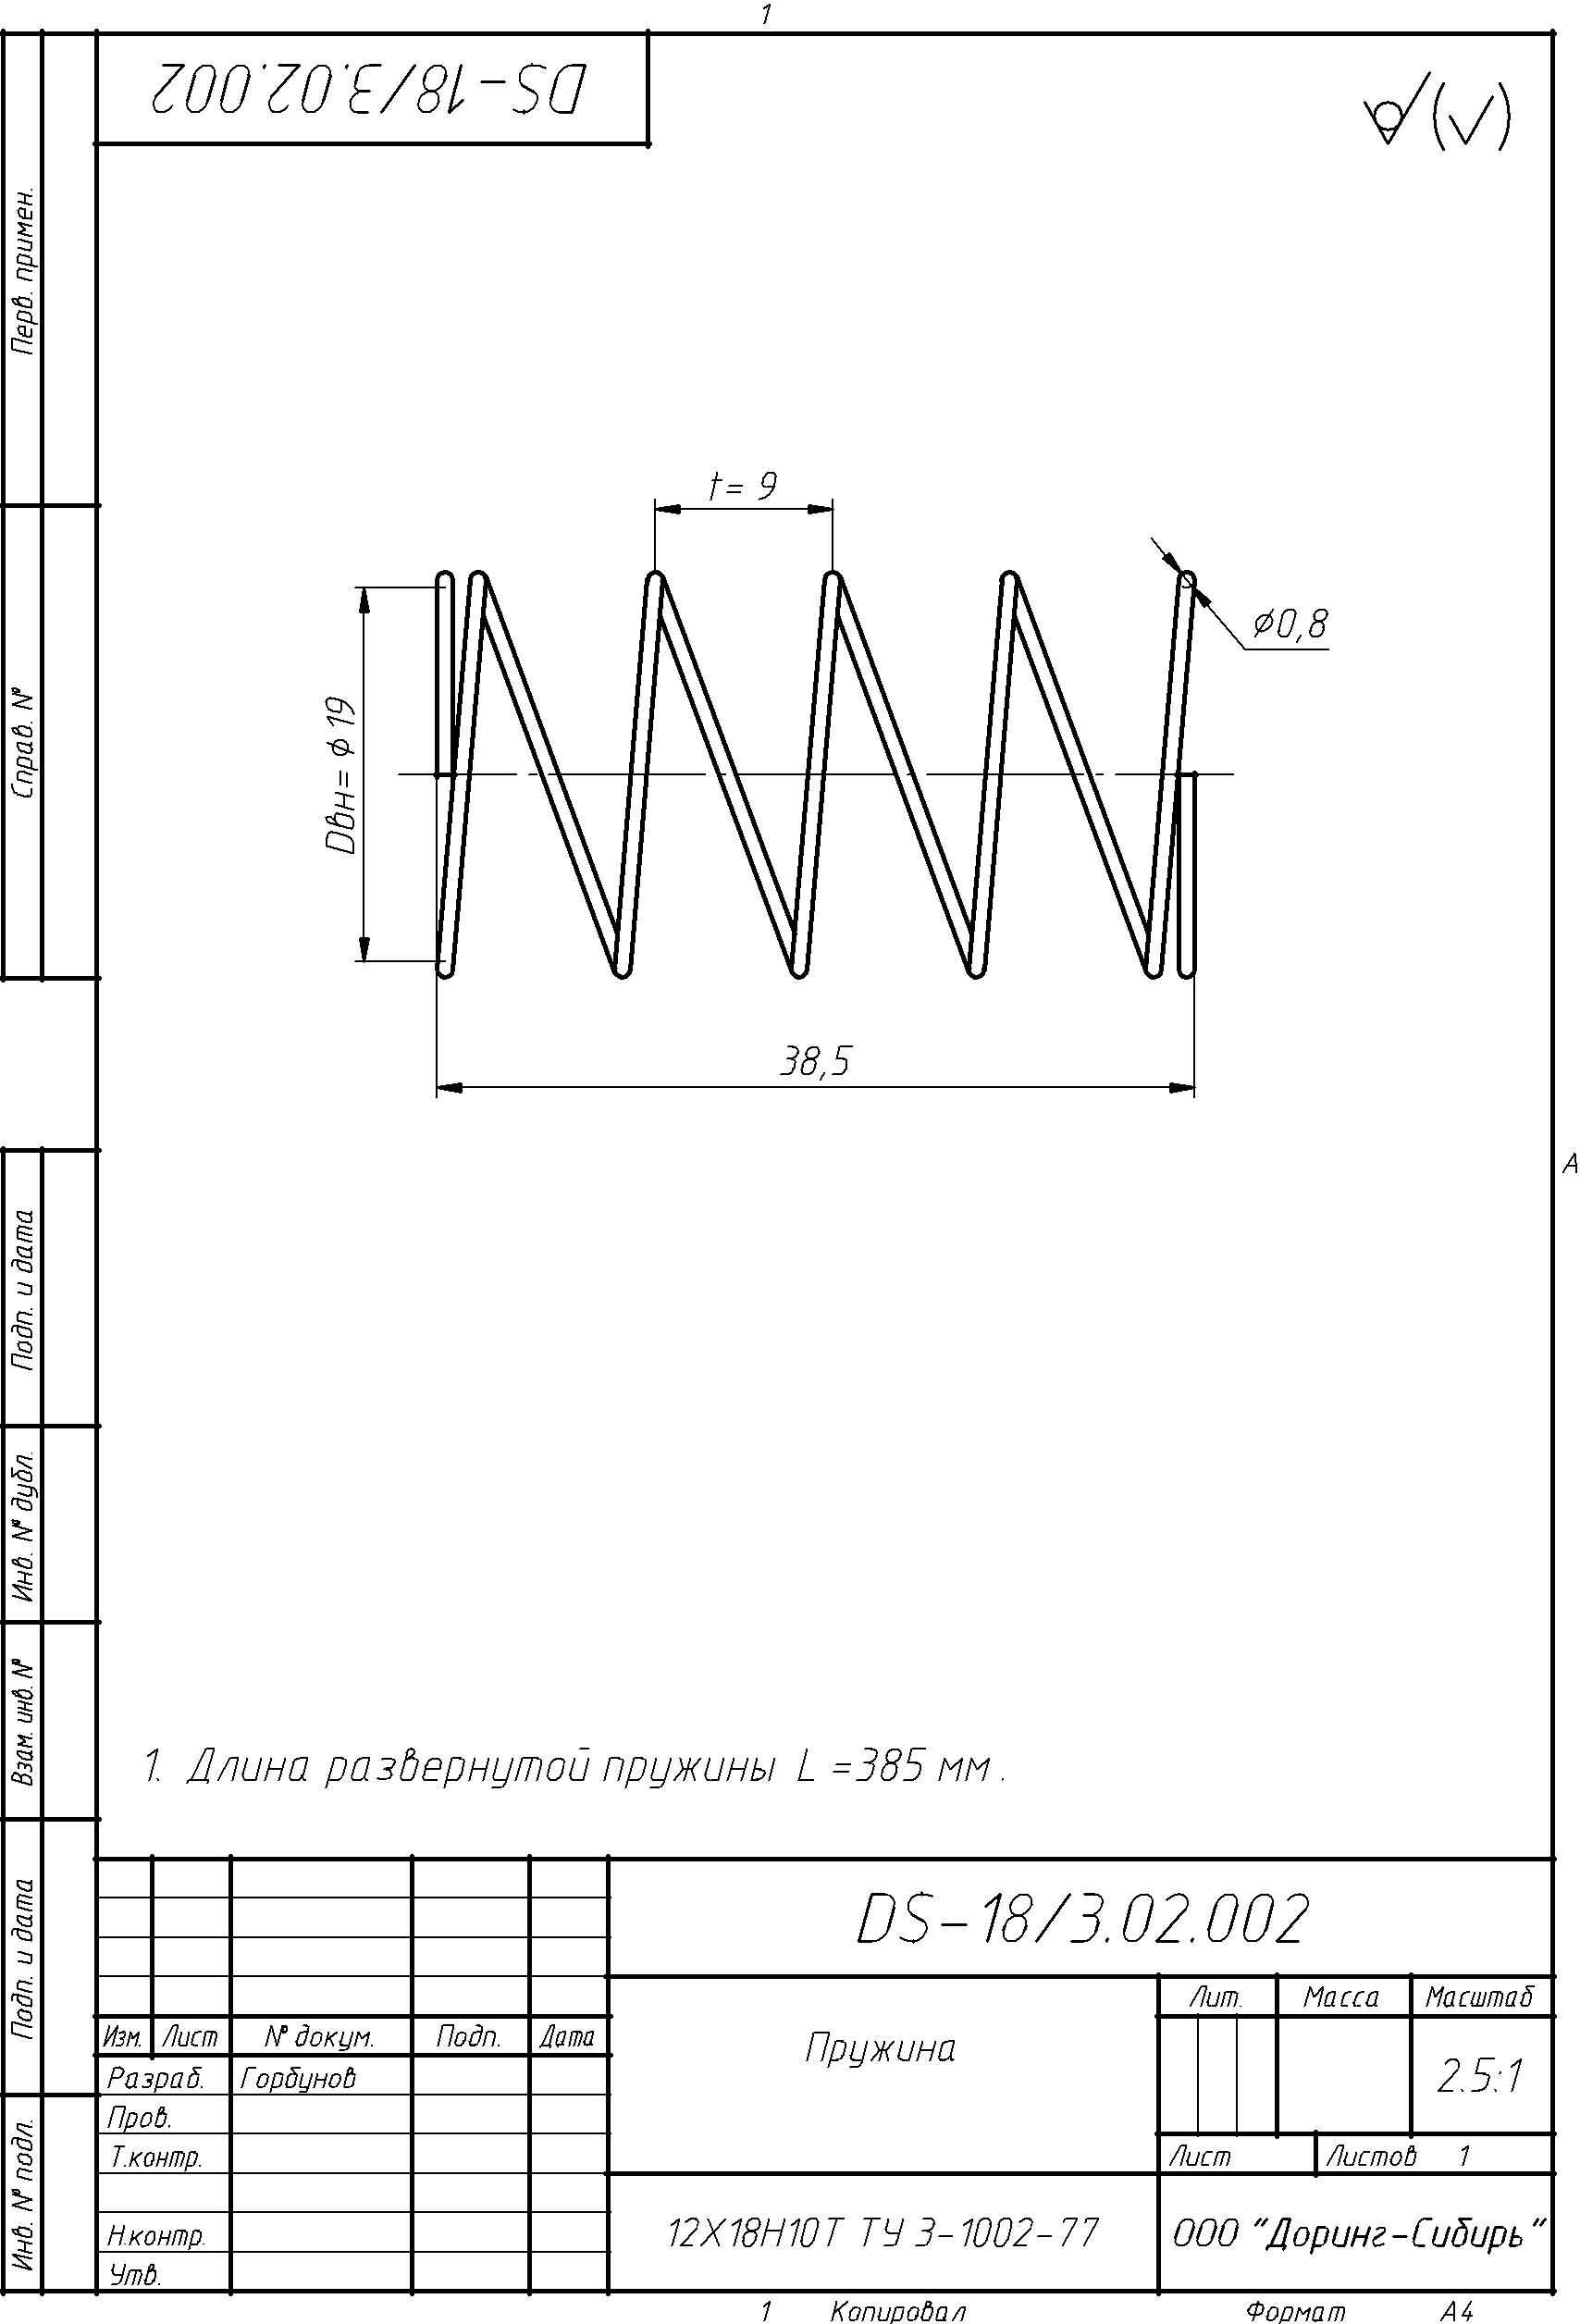 1
DS-18/3.02.002
Перв. примен.
Справ. №
t= 9
ϕ0,8
Dвн= ϕ19
38,5
A
Подп. и дата
Инв. № дубл.
Взам. инв. №
Подп. и дата
Инв. № подл.
1. Длина развернутой пружины L =385 мм .
DS-18/3.02.002
Изм. Лист № докум. Подп. Дата
Разраб. Горбунов
Пров.
Т.контр.
Н.контр.
Утв.
Пружина
Лит. Масса Масштаб
2.5:1
Лист Листов 1
12Х18Н10Т ТУ 3-1002-77
ООО "Доринг-Сибирь"
1 Копировал Формат А4